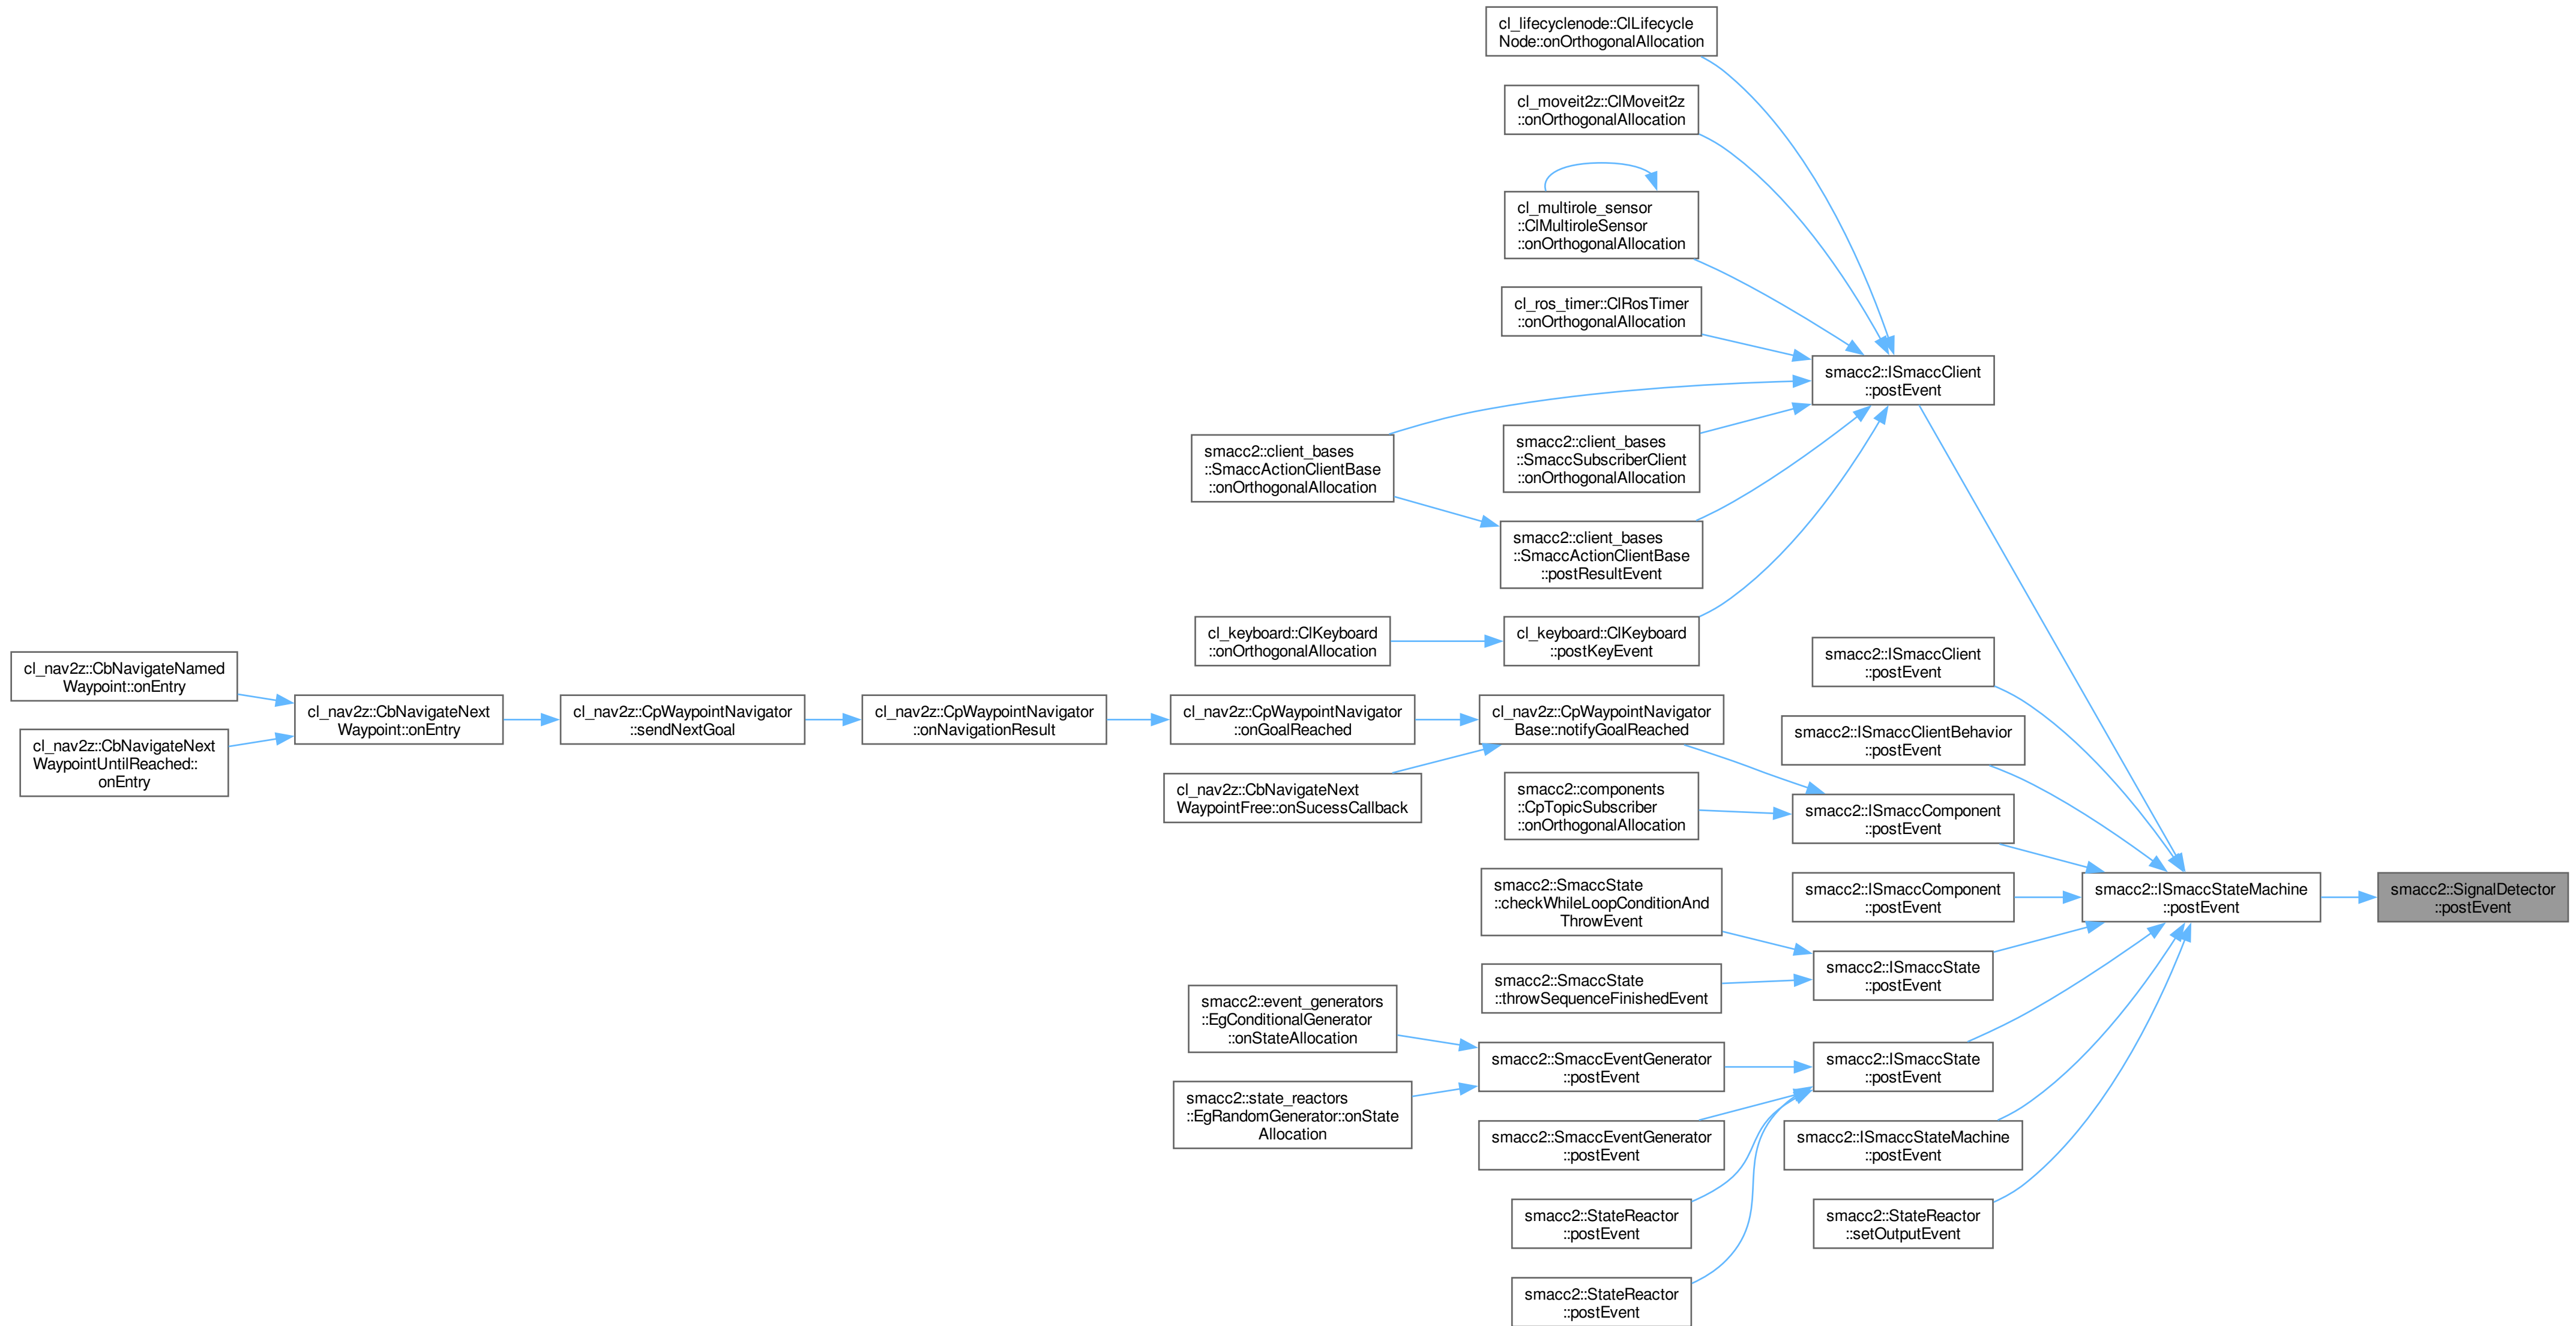 cl_lifecyclenode::ClLifecycle
Node::onOrthogonalAllocation
cl_moveit2z::ClMoveit2z
::onOrthogonalAllocation
cl_multirole_sensor
::ClMultiroleSensor
::onOrthogonalAllocation
cl_ros_timer::ClRosTimer
::onOrthogonalAllocation
smacc2::ISmaccClient
::postEvent
smacc2::client_bases
::SmaccActionClientBase
::onOrthogonalAllocation
smacc2::client_bases
::SmaccSubscriberClient
::onOrthogonalAllocation
smacc2::client_bases
::SmaccActionClientBase
::postResultEvent
cl_keyboard::ClKeyboard
::onOrthogonalAllocation
cl_keyboard::ClKeyboard
::postKeyEvent
smacc2::ISmaccClient
::postEvent
cl_nav2z::CbNavigateNamed
Waypoint::onEntry
cl_nav2z::CbNavigateNext
WaypointUntilReached::
onEntry
cl_nav2z::CbNavigateNext
Waypoint::onEntry
cl_nav2z::CpWaypointNavigator
::sendNextGoal
cl_nav2z::CpWaypointNavigator
::onNavigationResult
cl_nav2z::CpWaypointNavigator
::onGoalReached
cl_nav2z::CpWaypointNavigator
Base::notifyGoalReached
smacc2::ISmaccClientBehavior
::postEvent
cl_nav2z::CbNavigateNext
WaypointFree::onSucessCallback
smacc2::components
::CpTopicSubscriber
::onOrthogonalAllocation
smacc2::ISmaccComponent
::postEvent
smacc2::SmaccState
::checkWhileLoopConditionAnd
ThrowEvent
smacc2::ISmaccComponent
::postEvent
smacc2::ISmaccStateMachine
::postEvent
smacc2::SignalDetector
::postEvent
smacc2::SmaccState
::throwSequenceFinishedEvent
smacc2::ISmaccState
::postEvent
smacc2::event_generators
::EgConditionalGenerator
::onStateAllocation
smacc2::SmaccEventGenerator
::postEvent
smacc2::ISmaccState
::postEvent
smacc2::state_reactors
::EgRandomGenerator::onState
Allocation
smacc2::SmaccEventGenerator
::postEvent
smacc2::ISmaccStateMachine
::postEvent
smacc2::StateReactor
::postEvent
smacc2::StateReactor
::setOutputEvent
smacc2::StateReactor
::postEvent